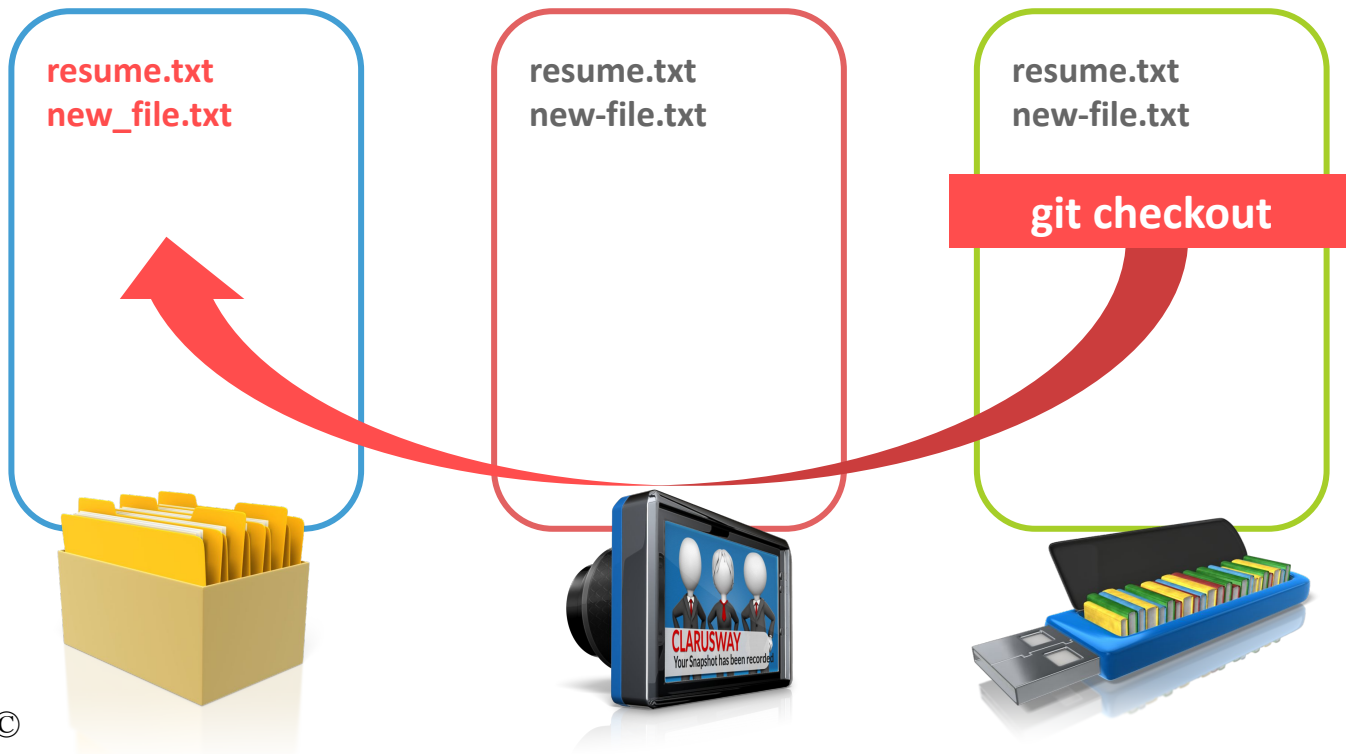 resume.txt
new_file.txt
resume.txt
new-file.txt
resume.txt
new-file.txt
git checkout
CLARUSWAY
Your Snapshot has been recorded
©